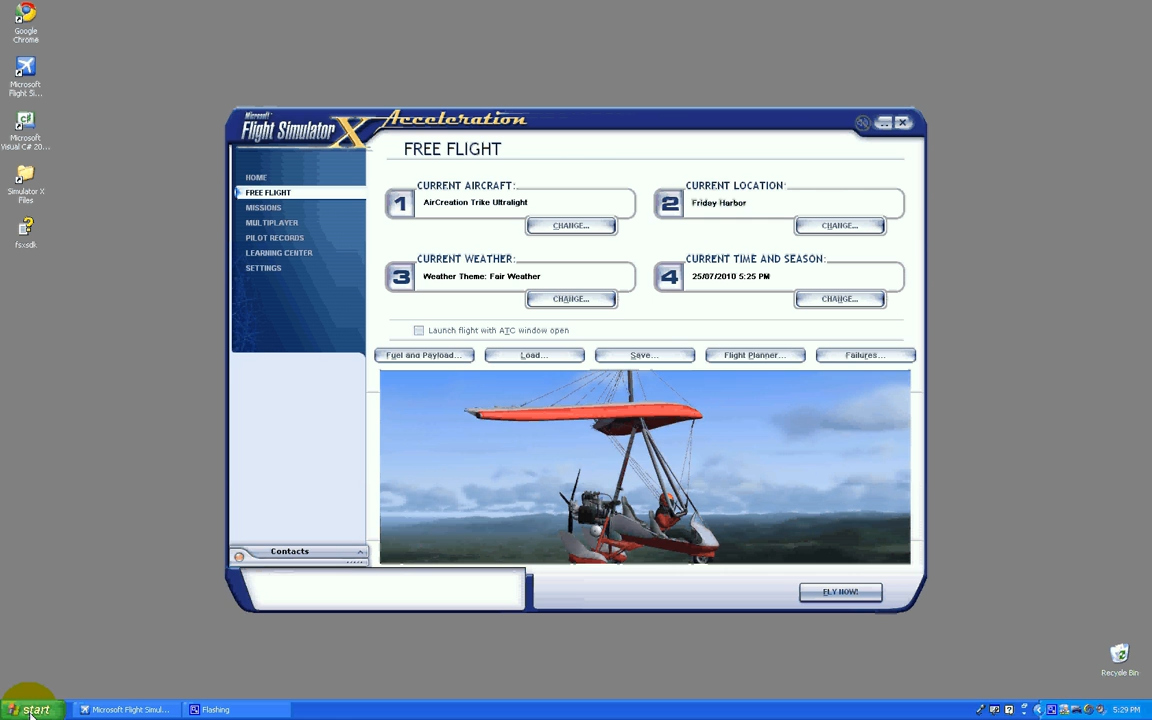 Google
Chrome
Microsoft
Flight Si...
Microsoft
Visual C# 20...
Simulator X
Files
fsxsdk
Microsoft
Flight Simulator X Acceleration
FREE FLIGHT
HOME
FREE FLIGHT
MISSIONS
MULTIPLAYER
PILOT RECORDS
LEARNING CENTER
SETTINGS
1
CURRENT AIRCRAFT:
AirCreation Trike Ultralight
CHANGE...
2
CURRENT LOCATION:
Friday Harbor
CHANGE...
3
CURRENT WEATHER:
Weather Theme: Fair Weather
CHANGE...
4
CURRENT TIME AND SEASON:
25/07/2010 5:25 PM
CHANGE...
Launch flight with ATC window open
Fuel and Payload...
Load...
Save...
Flight Planner...
Failures...
Contacts
FLY NOW!
Recycle Bin
start
Microsoft Flight Simul...
Flashing
5:29 PM